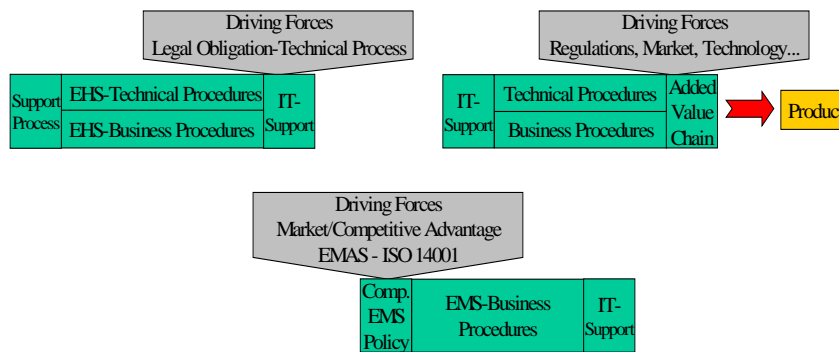 Driving Forces
Legal Obligation-Technical Process
Support
Process
EHS-Technical Procedures
EHS-Business Procedures
IT-
Support
Driving Forces
Regulations, Market, Technology...
IT-
Support
Technical Procedures
Business Procedures
Added
Value
Chain
Produc
Driving Forces
Market/Competitive Advantage
EMAS - ISO 14001
Comp.
EMS
Policy
EMS-Business
Procedures
IT-
Support